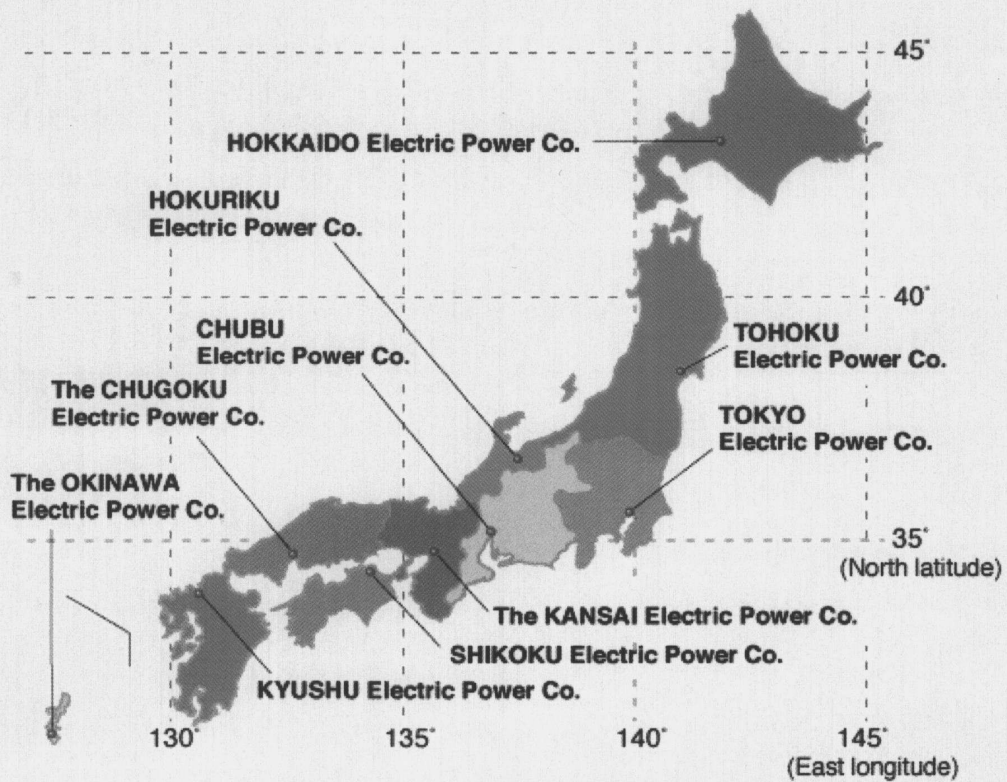 45°
HOKKAIDO Electric Power Co.
HOKURIKU
Electric Power Co.
40°
CHUBU
Electric Power Co.
TOHOKU
Electric Power Co.
The CHUGOKU
Electric Power Co.
TOKYO
Electric Power Co.
The OKINAWA
Electric Power Co.
35°
(North latitude)
The KANSAI Electric Power Co.
SHIKOKU Electric Power Co.
KYUSHU Electric Power Co.
130°
135°
140°
145°
(East longitude)